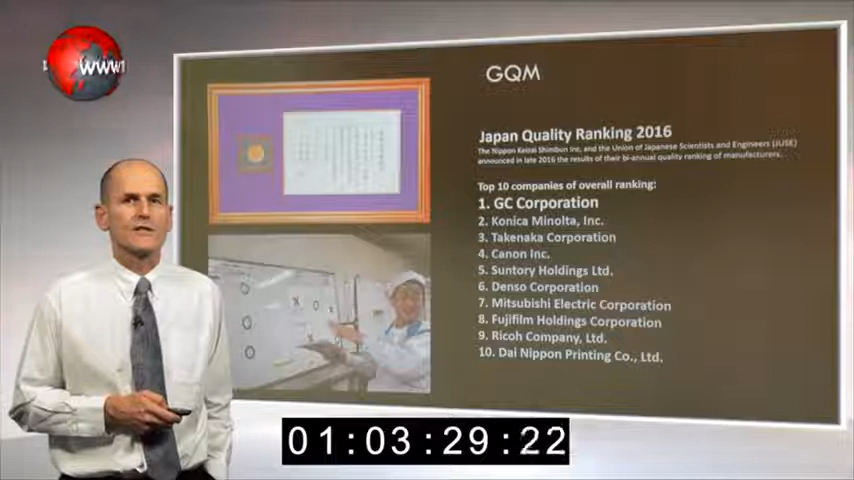 WWW
GQM
Japan Quality Ranking 2016
The Nippon Keizai Shimbun Inc. and the Union of Japanese Scientists and Engineers (JUSE)
announced in late 2016 the results of their bi-annual quality ranking of manufacturers.
Top 10 companies of overall ranking:
1. GC Corporation
2. Konica Minolta, Inc.
3. Takenaka Corporation
4. Canon Inc.
5. Suntory Holdings Ltd.
6. Denso Corporation
7. Mitsubishi Electric Corporation
8. Fujifilm Holdings Corporation
9. Ricoh Company, Ltd.
10. Dai Nippon Printing Co., Ltd.
01:03:29:22